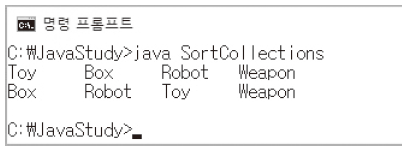 명령 프롬프트
C:₩JavaStudy>java SortCollections
Toy Box Robot Weapon
Box Robot Toy Weapon
C:₩JavaStudy>_